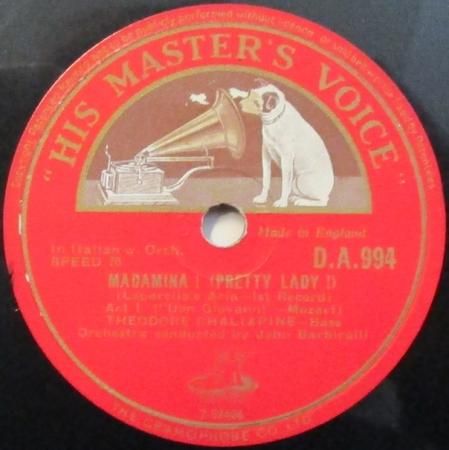 "HIS MASTER'S VOICE"
Made in England
In Italian w. Orch.
SPEED 78
D.A.994
MADAMINA! (PRETTY LADY!)
(Leporello's Aria—1st Record)
Act I, "Don Giovanni"—Mozart)
THEODORE CHALIAPINE—Bass
Orchestra conducted by John Barbirolli
THE GRAMOPHONE CO. LTD.